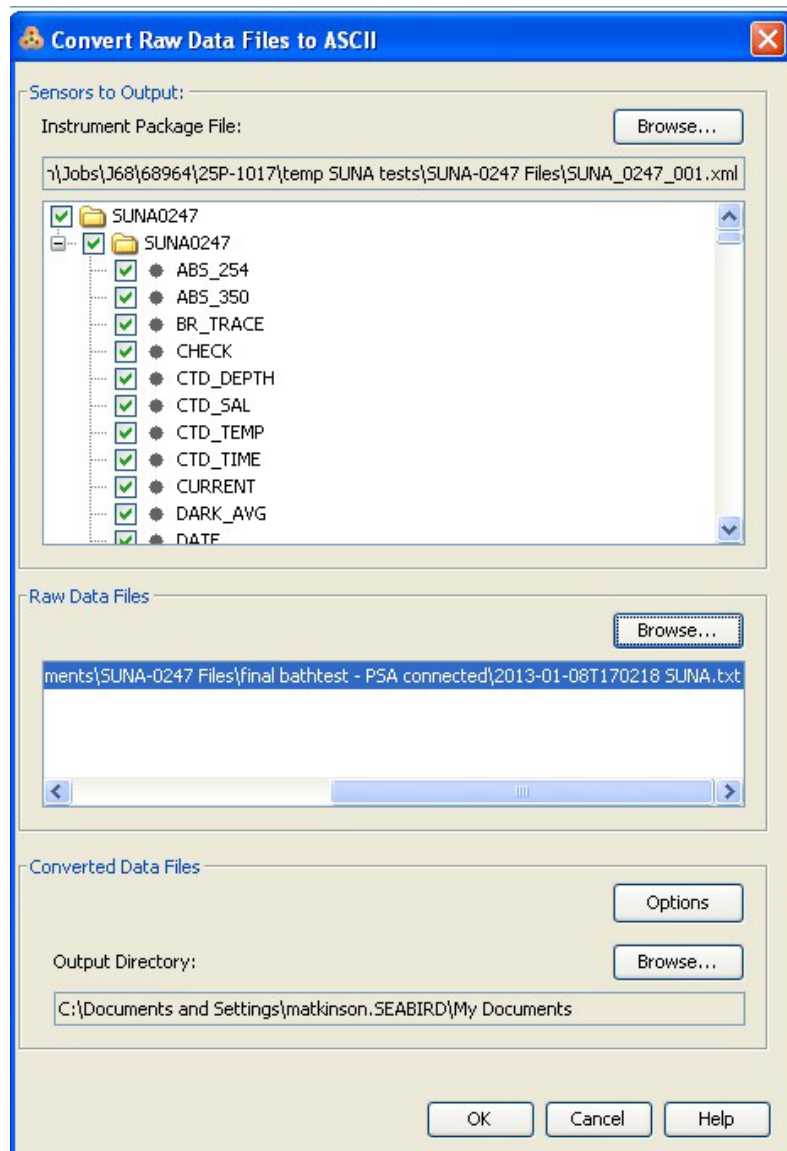 Convert Raw Data Files to ASCII
Sensors to Output:
Instrument Package File:
Browse...
\Jobs\J68\68964\25P-1017\temp SUNA tests\SUNA-0247 Files\SUNA_0247_001.xml
SUNA0247
SUNA0247
ABS_254
ABS_350
BR_TRACE
CHECK
CTD_DEPTH
CTD_SAL
CTD_TEMP
CTD_TIME
CURRENT
DARK_AVG
DATE
Raw Data Files
Browse...
ments\SUNA-0247 Files\final bathtest - PSA connected\2013-01-08T170218 SUNA.txt
Converted Data Files
Options
Output Directory:
Browse...
C:\Documents and Settings\matkinson.SEABIRD\My Documents
OK
Cancel
Help